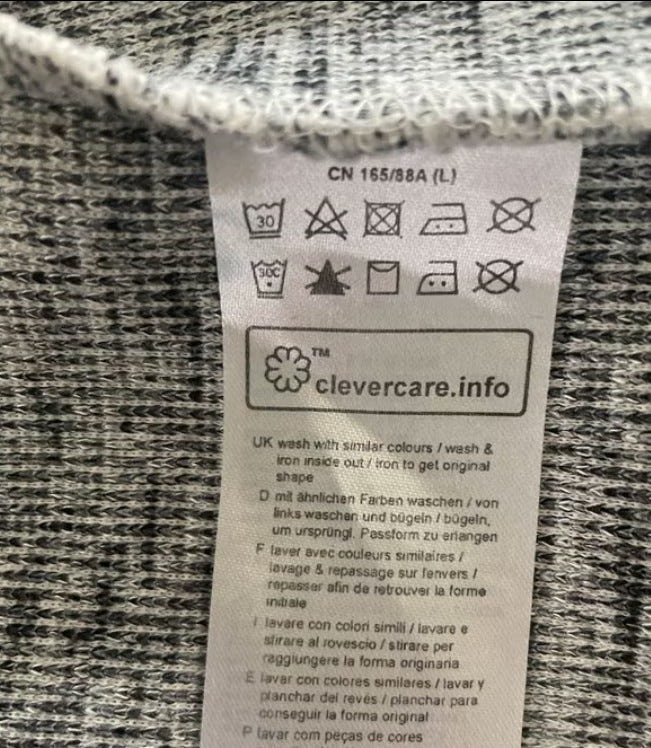 CN 165/88A (L)
30
30C
TM
clevercare.info
UK wash with similar colours / wash &
iron inside out / iron to get original
shape
D mit ähnlichen Farben waschen / von
links waschen und bügeln / bügeln,
um ursprüngl. Passform zu erlangen
F laver avec couleurs similaires /
lavage & repassage sur l'envers /
repasser afin de retrouver la forme
initiale
I lavare con colori simili / lavare e
stirare al rovescio / stirare per
raggiungere la forma originaria
E lavar con colores similares / lavar y
planchar del revés / planchar para
conseguir la forma original
P lavar com peças de cores